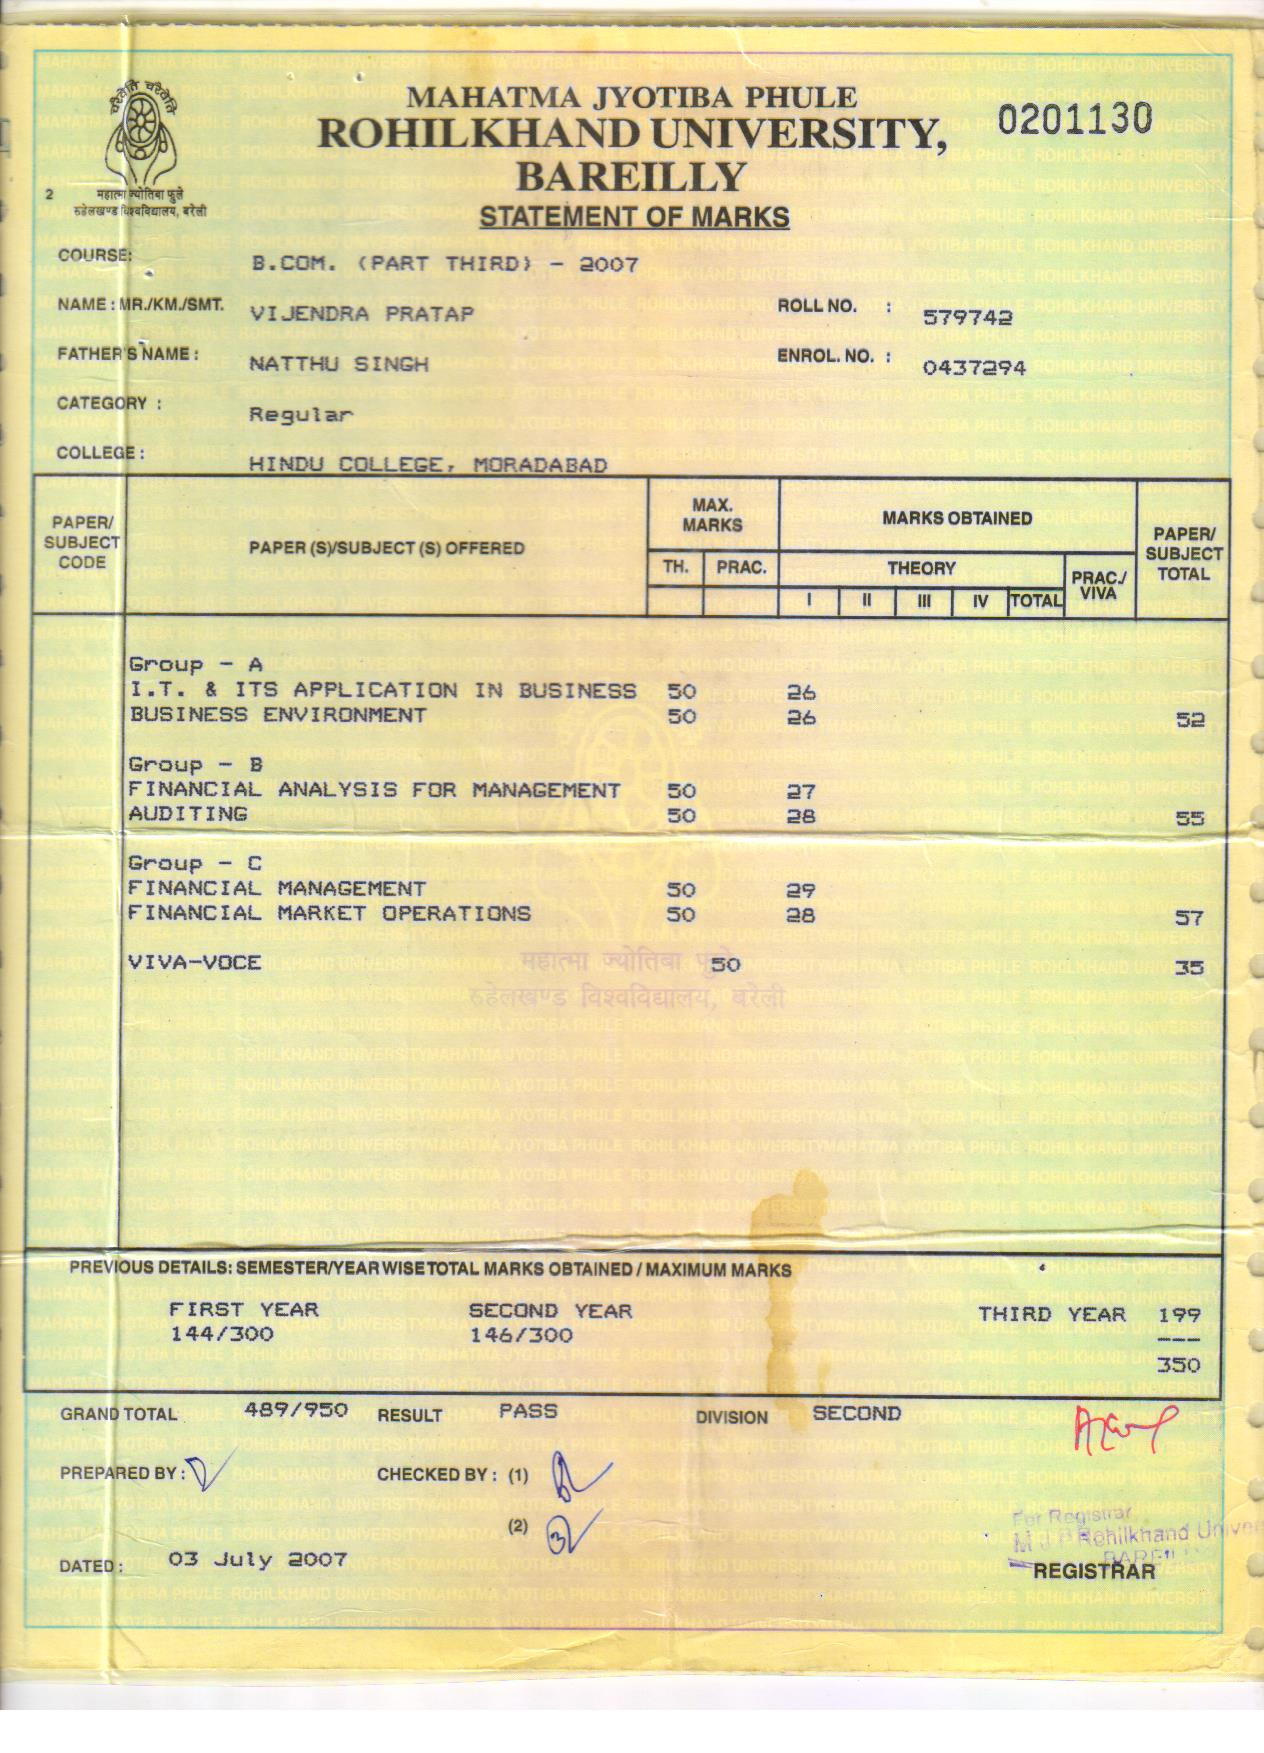 चरैवेति चरैवेति
महात्मा ज्योतिबा फुले
रुहेलखण्ड विश्वविद्यालय, बरेली
2
MAHATMA JYOTIBA PHULE
ROHILKHAND UNIVERSITY,
BAREILLY
STATEMENT OF MARKS
0201130
COURSE: B.COM. (PART THIRD) - 2007
NAME : MR./KM./SMT. VIJENDRA PRATAP ROLL NO. : 579742
FATHER'S NAME : NATTHU SINGH ENROL. NO. : 0437294
CATEGORY : Regular
COLLEGE : HINDU COLLEGE, MORADABAD
PAPER/ SUBJECT CODE PAPER (S)/SUBJECT (S) OFFERED MAX. MARKS MARKS OBTAINED PAPER/ SUBJECT TOTAL
TH. PRAC. THEORY PRAC./ VIVA
I II III IV TOTAL
Group - A
I.T. & ITS APPLICATION IN BUSINESS 50 26
BUSINESS ENVIRONMENT 50 26 52
Group - B
FINANCIAL ANALYSIS FOR MANAGEMENT 50 27
AUDITING 50 28 55
Group - C
FINANCIAL MANAGEMENT 50 29
FINANCIAL MARKET OPERATIONS 50 28 57
VIVA-VOCE 50 35
महात्मा ज्योतिबा फुले
रुहेलखण्ड विश्वविद्यालय, बरेली
PREVIOUS DETAILS: SEMESTER/YEAR WISE TOTAL MARKS OBTAINED / MAXIMUM MARKS
FIRST YEAR SECOND YEAR THIRD YEAR 199
144/300 146/300 ---
350
GRAND TOTAL 489/950 RESULT PASS DIVISION SECOND
PREPARED BY : CHECKED BY : (1)
(2)
For Registrar
M J P Rohilkhand Univer
BAREI
DATED : 03 July 2007 REGISTRAR